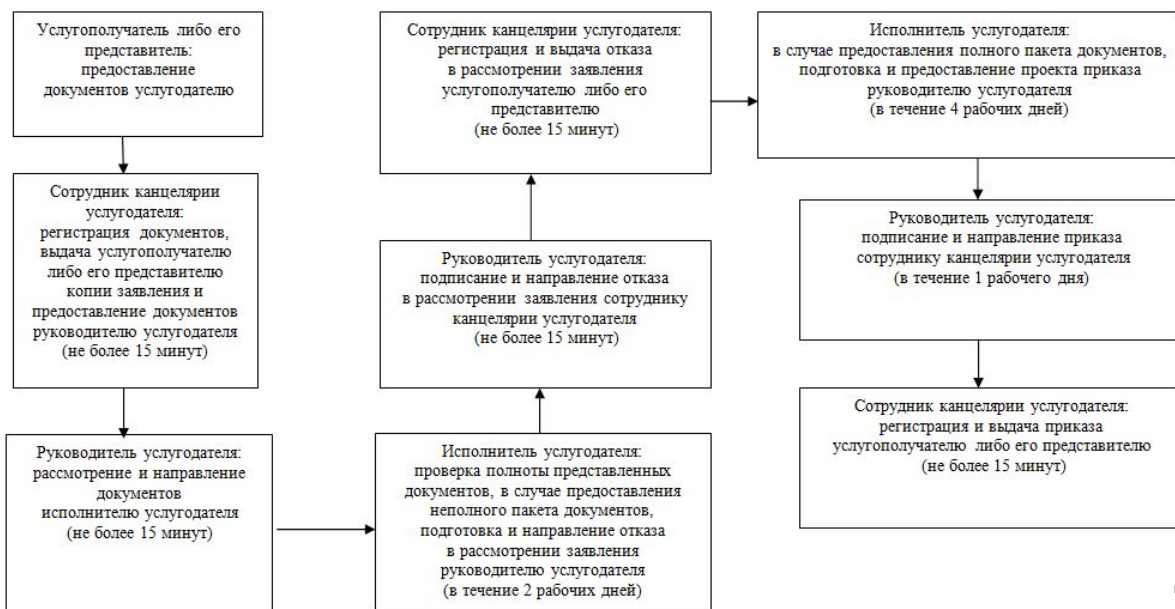 Услугополучатель либо его
представитель:
предоставление
документов услугодателю
Сотрудник канцелярии
услугодателя:
регистрация документов,
выдача услугополучателю
либо его представителю
копии заявления и
предоставление документов
руководителю услугодателя
(не более 15 минут)
Руководитель услугодателя:
рассмотрение и направление
документов
исполнителю услугодателя
(не более 15 минут)
Исполнитель услугодателя:
проверка полноты представленных
документов, в случае предоставления
неполного пакета документов,
подготовка и направление отказа
в рассмотрении заявления
руководителю услугодателя
(в течение 2 рабочих дней)
Руководитель услугодателя:
подписание и направление отказа
в рассмотрении заявления сотруднику
канцелярии услугодателя
(не более 15 минут)
Сотрудник канцелярии услугодателя:
регистрация и выдача отказа
в рассмотрении заявления
услугополучателю либо его
представителю
(не более 15 минут)
Исполнитель услугодателя:
в случае предоставления полного пакета документов,
подготовка и предоставление проекта приказа
руководителю услугодателя
(в течение 4 рабочих дней)
Руководитель услугодателя:
подписание и направление приказа
сотруднику канцелярии услугодателя
(в течение 1 рабочего дня)
Сотрудник канцелярии услугодателя:
регистрация и выдача приказа
услугополучателю либо его представителю
(не более 15 минут)